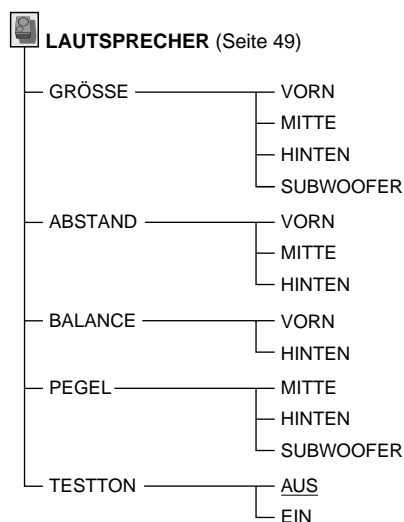 LAUTSPRECHER (Seite 49)
GRÖSSE VORN
MITTE
HINTEN
SUBWOOFER
ABSTAND VORN
MITTE
HINTEN
BALANCE VORN
HINTEN
PEGEL MITTE
HINTEN
SUBWOOFER
TESTTON AUS
EIN